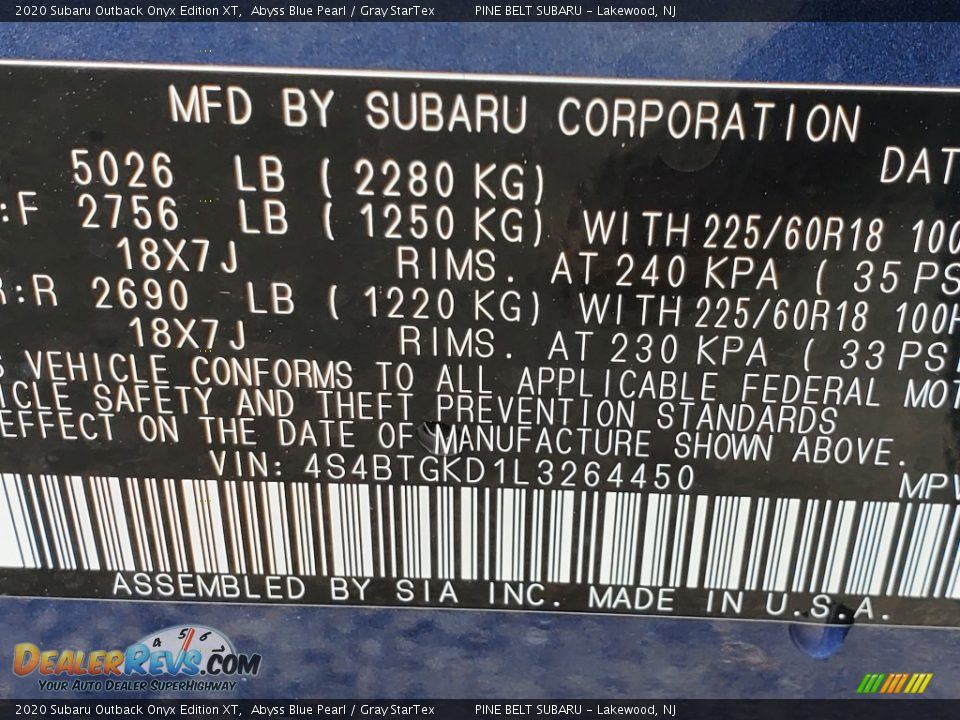 2020 Subaru Outback Onyx Edition XT, Abyss Blue Pearl / Gray StarTex PINE BELT SUBARU - Lakewood, NJ
MFD BY SUBARU CORPORATION
5026 LB ( 2280 KG) DAT
:F 2756 LB ( 1250 KG) WITH 225/60R18 100
18X7J RIMS. AT 240 KPA ( 35 PS
R:R 2690 LB ( 1220 KG) WITH 225/60R18 100H
18X7J RIMS. AT 230 KPA ( 33 PSI
S VEHICLE CONFORMS TO ALL APPLICABLE FEDERAL MOT
ICLE SAFETY AND THEFT PREVENTION STANDARDS
EFFECT ON THE DATE OF MANUFACTURE SHOWN ABOVE.
VIN: 4S4BTGKD1L3264450 MPV
ASSEMBLED BY SIA INC. MADE IN U.S.A.
4 5 6
DEALERREVS.COM
YOUR AUTO DEALER SUPERHIGHWAY
2020 Subaru Outback Onyx Edition XT, Abyss Blue Pearl / Gray StarTex PINE BELT SUBARU - Lakewood, NJ